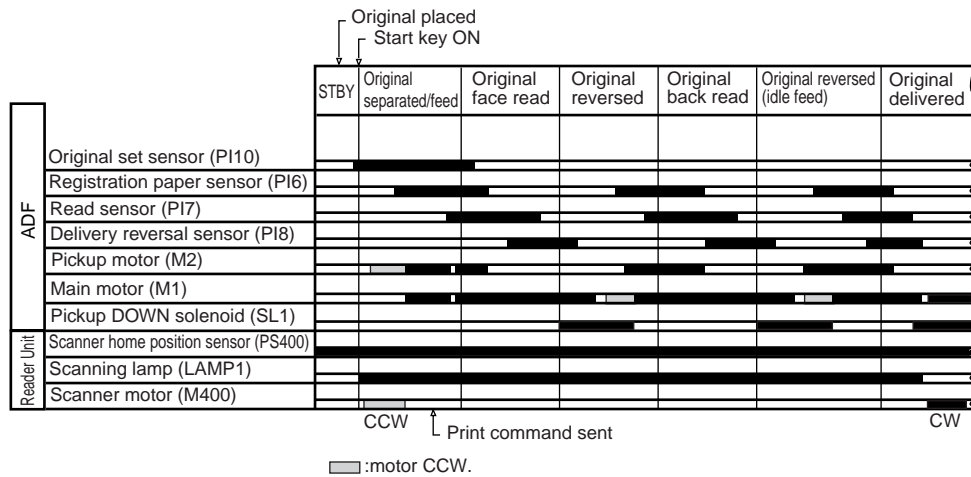 Original placed
Start key ON
STBY
Original
separated/feed
Original
face read
Original
reversed
Original
back read
Original reversed
(idle feed)
Original
delivered
ADF
Original set sensor (PI10)
Registration paper sensor (PI6)
Read sensor (PI7)
Delivery reversal sensor (PI8)
Pickup motor (M2)
Main motor (M1)
Pickup DOWN solenoid (SL1)
Reader Unit
Scanner home position sensor (PS400)
Scanning lamp (LAMP1)
Scanner motor (M400)
CCW
Print command sent
CW
:motor CCW.